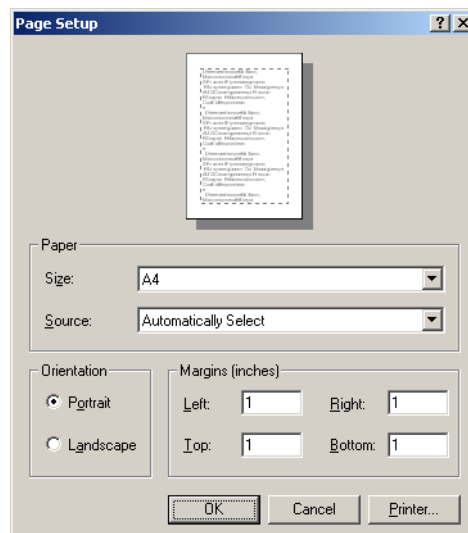 Page Setup
Paper
Size: A4
Source: Automatically Select
Orientation
Portrait
Landscape
Margins (inches)
Left: 1 Right: 1
Top: 1 Bottom: 1
OK Cancel Printer...